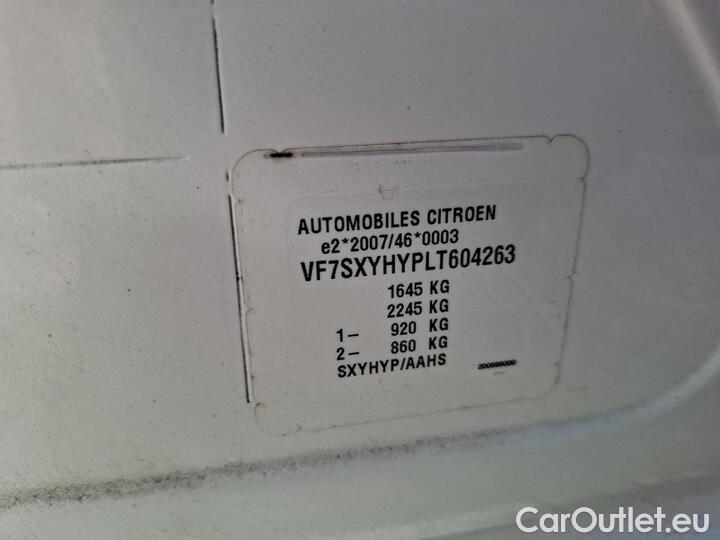 AUTOMOBILES CITROEN
e2*2007/46*0003
VF7SXYHYPLT604263
1645 KG
2245 KG
1– 920 KG
2– 860 KG
SXYHYP/AAHS
CarOutlet.eu